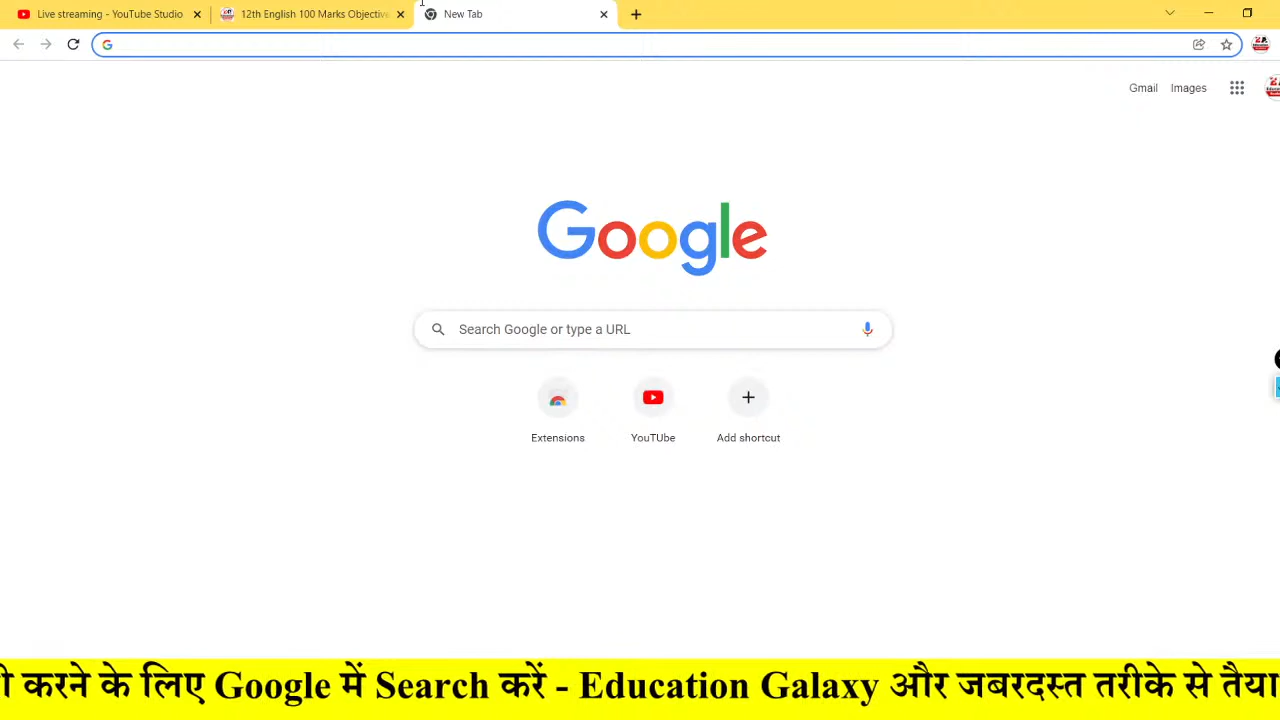 Live streaming - YouTube Studio
12th English 100 Marks Objective
New Tab
Gmail Images
Google
Search Google or type a URL
Extensions
YouTUbe
Add shortcut
करने के लिए Google में Search करें - Education Galaxy और जबरदस्त तरीके से